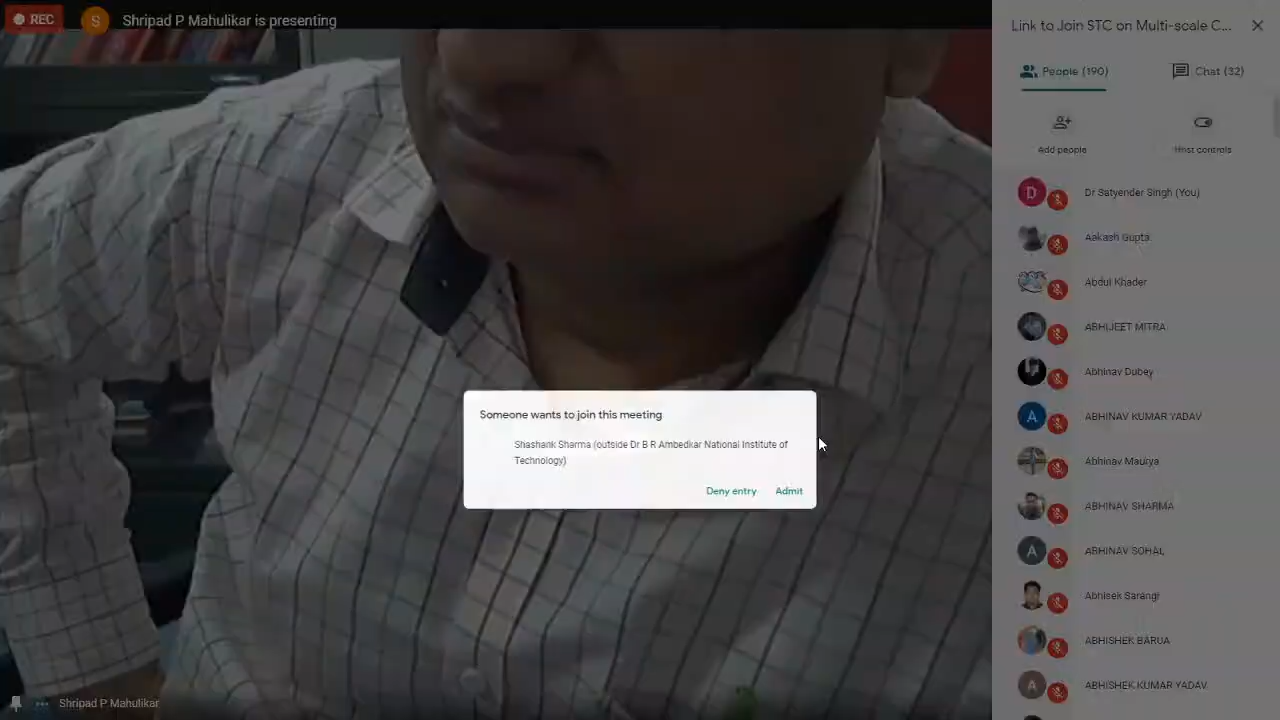 REC
S
Shripad P Mahulikar is presenting
Link to Join STC on Multi-scale C...
People (190)
Chat (32)
Add people
Host controls
D
Dr Satyender Singh (You)
Aakash Gupta
Abdul Khader
ABHIJEET MITRA
Abhinav Dubey
A
ABHINAV KUMAR YADAV
Abhinav Maurya
ABHINAV SHARMA
A
ABHINAV SOHAL
Abhisek Sarangi
ABHISHEK BARUA
A
ABHISHEK KUMAR YADAV
Someone wants to join this meeting
Shashank Sharma (outside Dr B R Ambedkar National Institute of
Technology)
Deny entry
Admit
Shripad P Mahulikar